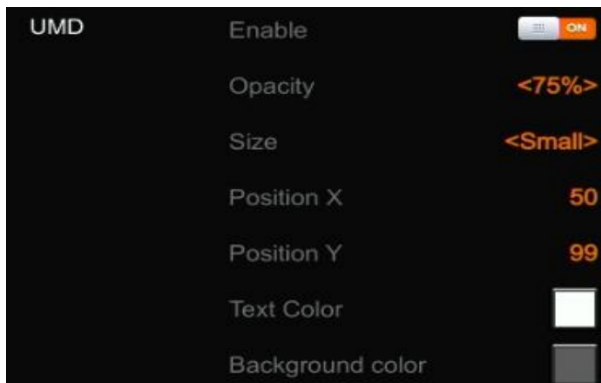 UMD Enable ON
Opacity <75%>
Size <Small>
Position X 50
Position Y 99
Text Color
Background color